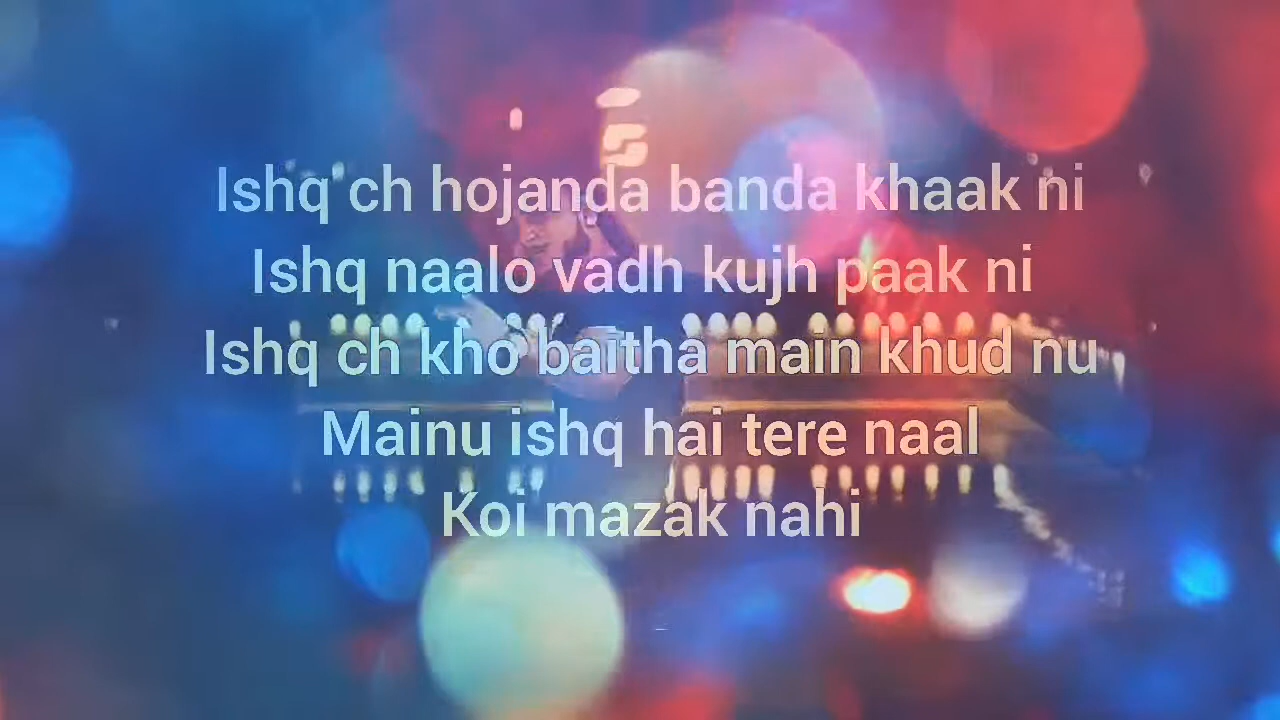 Ishq ch hojanda banda khaak ni
Ishq naalo vadh kujh paak ni
Ishq ch kho baitha main khud nu
Mainu ishq hai tere naal
Koi mazak nahi